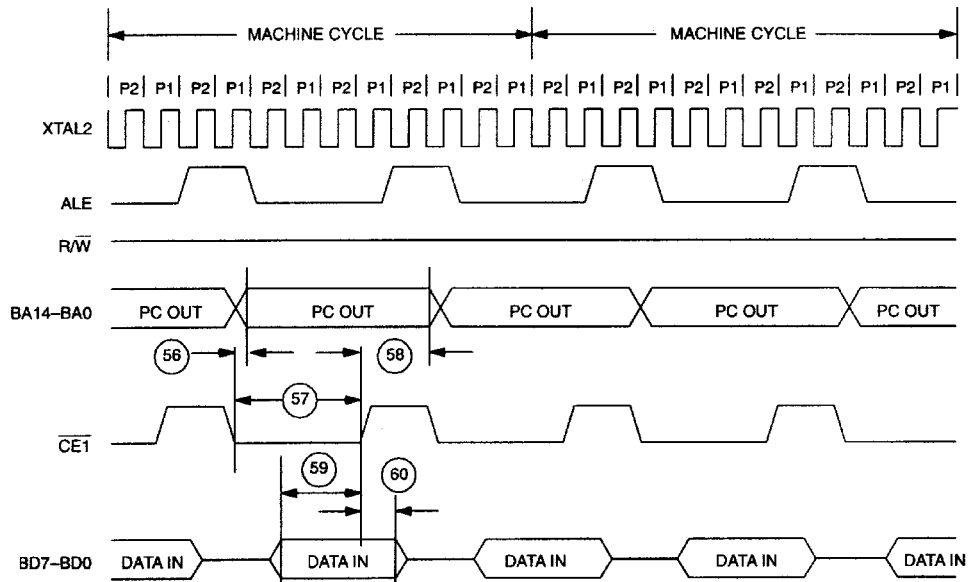 MACHINE CYCLE MACHINE CYCLE
P2 P1 P2 P1 P2 P1 P2 P1 P2 P1 P2 P1 P2 P1 P2 P1 P2 P1 P2 P1 P2 P1 P2 P1
XTAL2
ALE
R/W̅
BA14–BA0 PC OUT PC OUT PC OUT PC OUT PC OUT
56 58
57
C̅E̅1̅
59 60
BD7–BD0 DATA IN DATA IN DATA IN DATA IN DATA IN